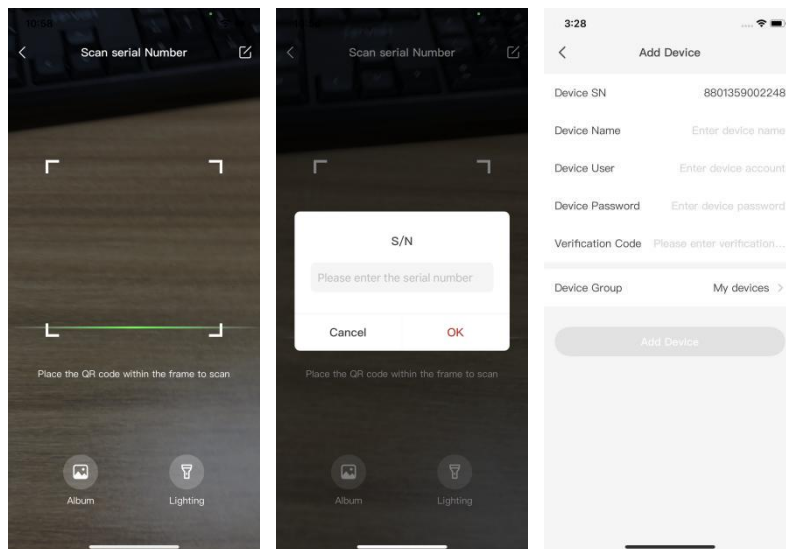 10:58
Scan serial Number
Place the QR code within the frame to scan
Album
Lighting
Scan serial Number
S/N
Please enter the serial number
Cancel
OK
Place the QR code within the frame to scan
Album
Lighting
3:28
Add Device
Device SN 8801359002248
Device Name Enter device name
Device User Enter device account
Device Password Enter device password
Verification Code Please enter verification...
Device Group My devices
Add Device